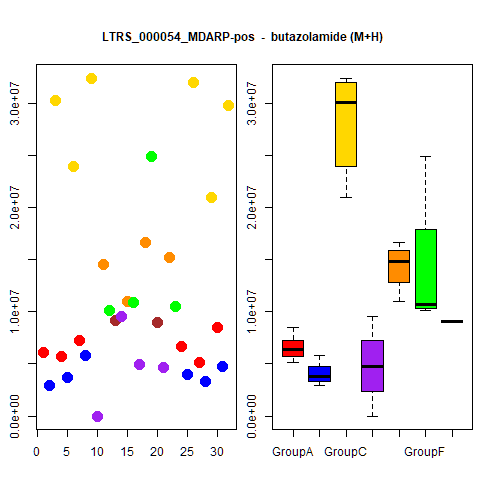 LTRS_000054_MDARP-pos - butazolamide (M+H)
3.0e+07
2.0e+07
1.0e+07
0.0e+00
0 5 10 15 20 25 30
3.0e+07
2.0e+07
1.0e+07
0.0e+00
GroupA GroupC GroupF